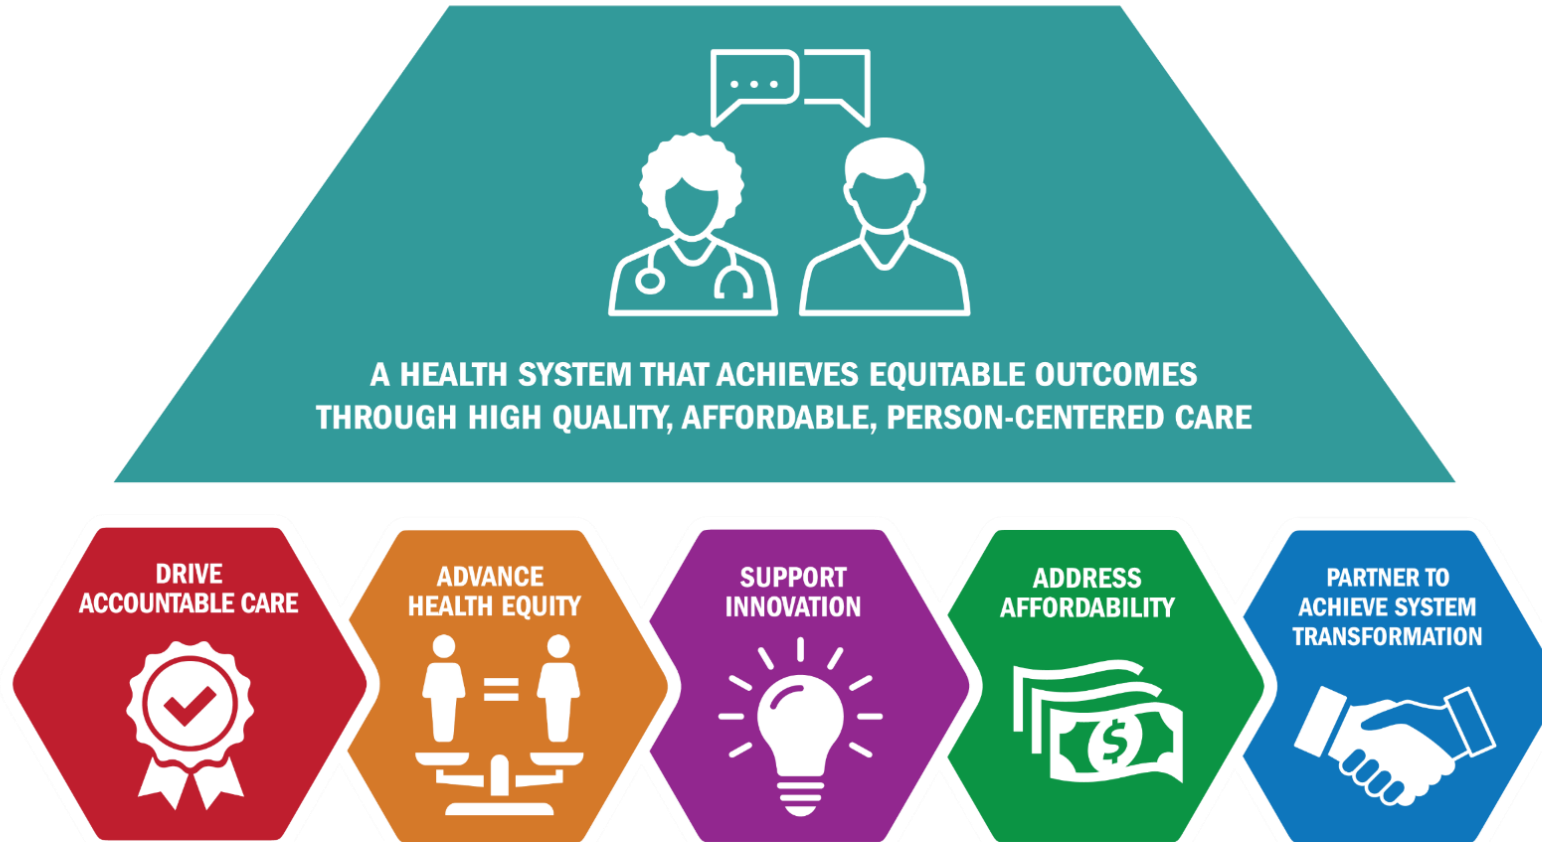 A HEALTH SYSTEM THAT ACHIEVES EQUITABLE OUTCOMES
THROUGH HIGH QUALITY, AFFORDABLE, PERSON-CENTERED CARE
DRIVE
ACCOUNTABLE CARE
ADVANCE
HEALTH EQUITY
=
SUPPORT
INNOVATION
ADDRESS
AFFORDABILITY
$
PARTNER TO
ACHIEVE SYSTEM
TRANSFORMATION